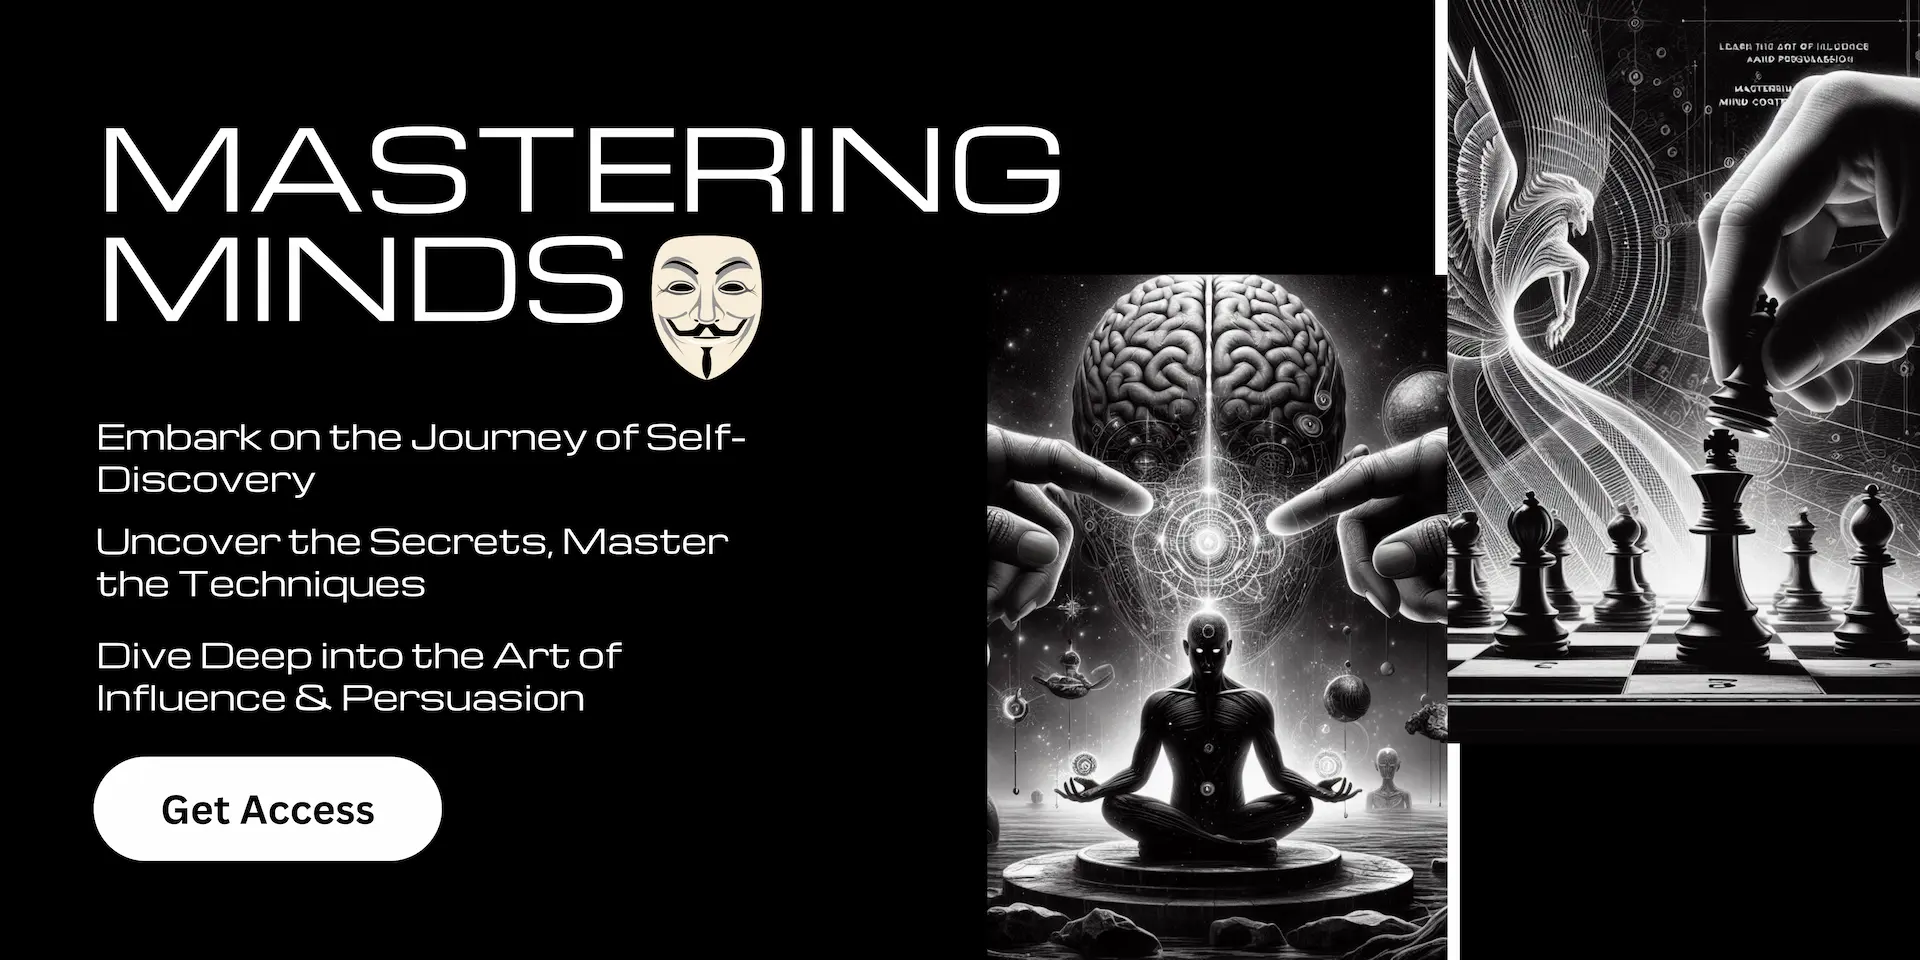 MASTERING
MINDS
Embark on the Journey of Self-
Discovery
Uncover the Secrets, Master
the Techniques
Dive Deep into the Art of
Influence & Persuasion
Get Access